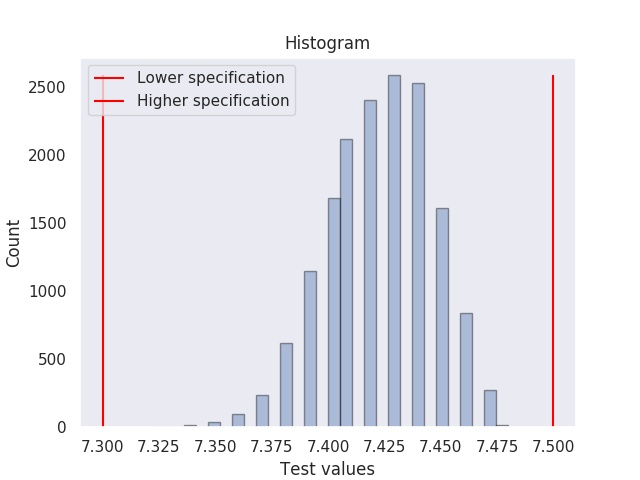 Histogram
Lower specification
Higher specification
2500
2000
1500
1000
500
0
Count
7.300 7.325 7.350 7.375 7.400 7.425 7.450 7.475 7.500
Test values